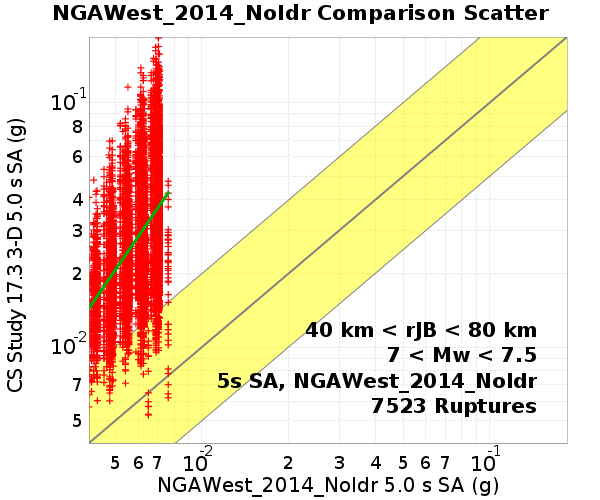 NGAWest_2014_NoIdr Comparison Scatter
CS Study 17.3 3-D 5.0 s SA (g)
10-1
8
6
4
3
2
10-2
7
5
40 km < rJB < 80 km
7 < Mw < 7.5
5s SA, NGAWest_2014_NoIdr
7523 Ruptures
5 6 7 10-2 2 3 4 5 6 7 10-1
NGAWest_2014_NoIdr 5.0 s SA (g)